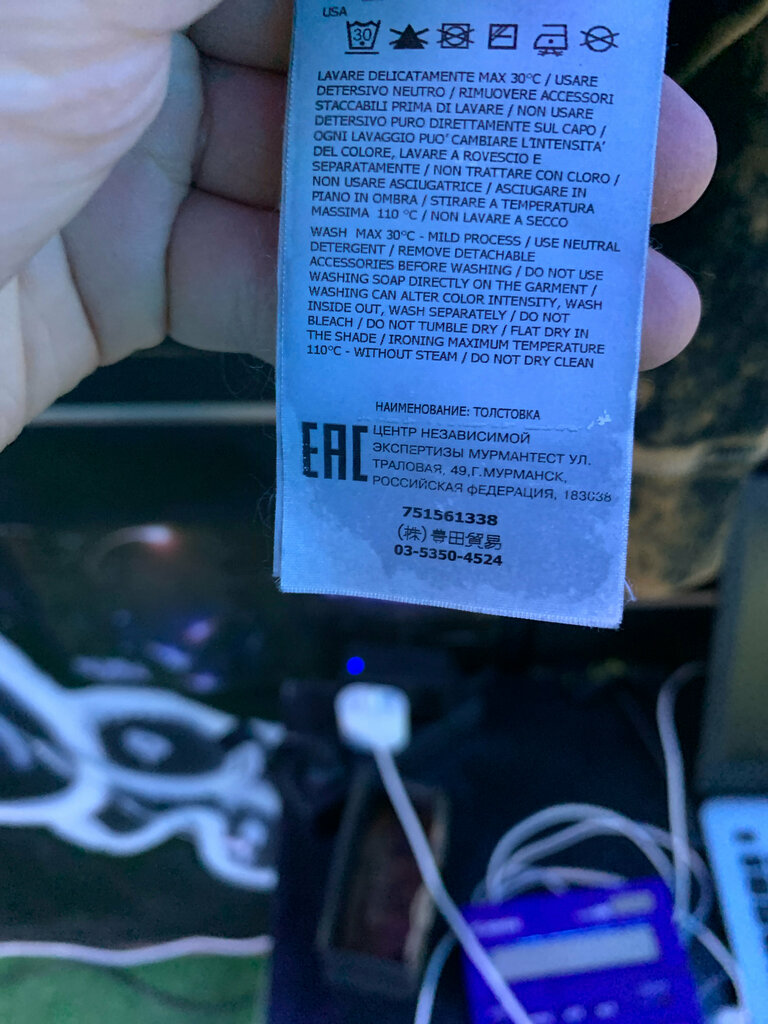 USA
30
LAVARE DELICATAMENTE MAX 30°C / USARE
DETERSIVO NEUTRO / RIMUOVERE ACCESSORI
STACCABILI PRIMA DI LAVARE / NON USARE
DETERSIVO PURO DIRETTAMENTE SUL CAPO /
OGNI LAVAGGIO PUO' CAMBIARE L'INTENSITA'
DEL COLORE, LAVARE A ROVESCIO E
SEPARATAMENTE / NON TRATTARE CON CLORO /
NON USARE ASCIUGATRICE / ASCIUGARE IN
PIANO IN OMBRA / STIRARE A TEMPERATURA
MASSIMA 110 °C / NON LAVARE A SECCO
WASH MAX 30°C - MILD PROCESS / USE NEUTRAL
DETERGENT / REMOVE DETACHABLE
ACCESSORIES BEFORE WASHING / DO NOT USE
WASHING SOAP DIRECTLY ON THE GARMENT /
WASHING CAN ALTER COLOR INTENSITY, WASH
INSIDE OUT, WASH SEPARATELY / DO NOT
BLEACH / DO NOT TUMBLE DRY / FLAT DRY IN
THE SHADE / IRONING MAXIMUM TEMPERATURE
110°C - WITHOUT STEAM / DO NOT DRY CLEAN
НАИМЕНОВАНИЕ: ТОЛСТОВКА
EAC
ЦЕНТР НЕЗАВИСИМОЙ
ЭКСПЕРТИЗЫ МУРМАНТЕСТ УЛ.
ТРАЛОВАЯ, 49,Г.МУРМАНСК,
РОССИЙСКАЯ ФЕДЕРАЦИЯ, 183038
751561338
(株) 豊田貿易
03-5350-4524